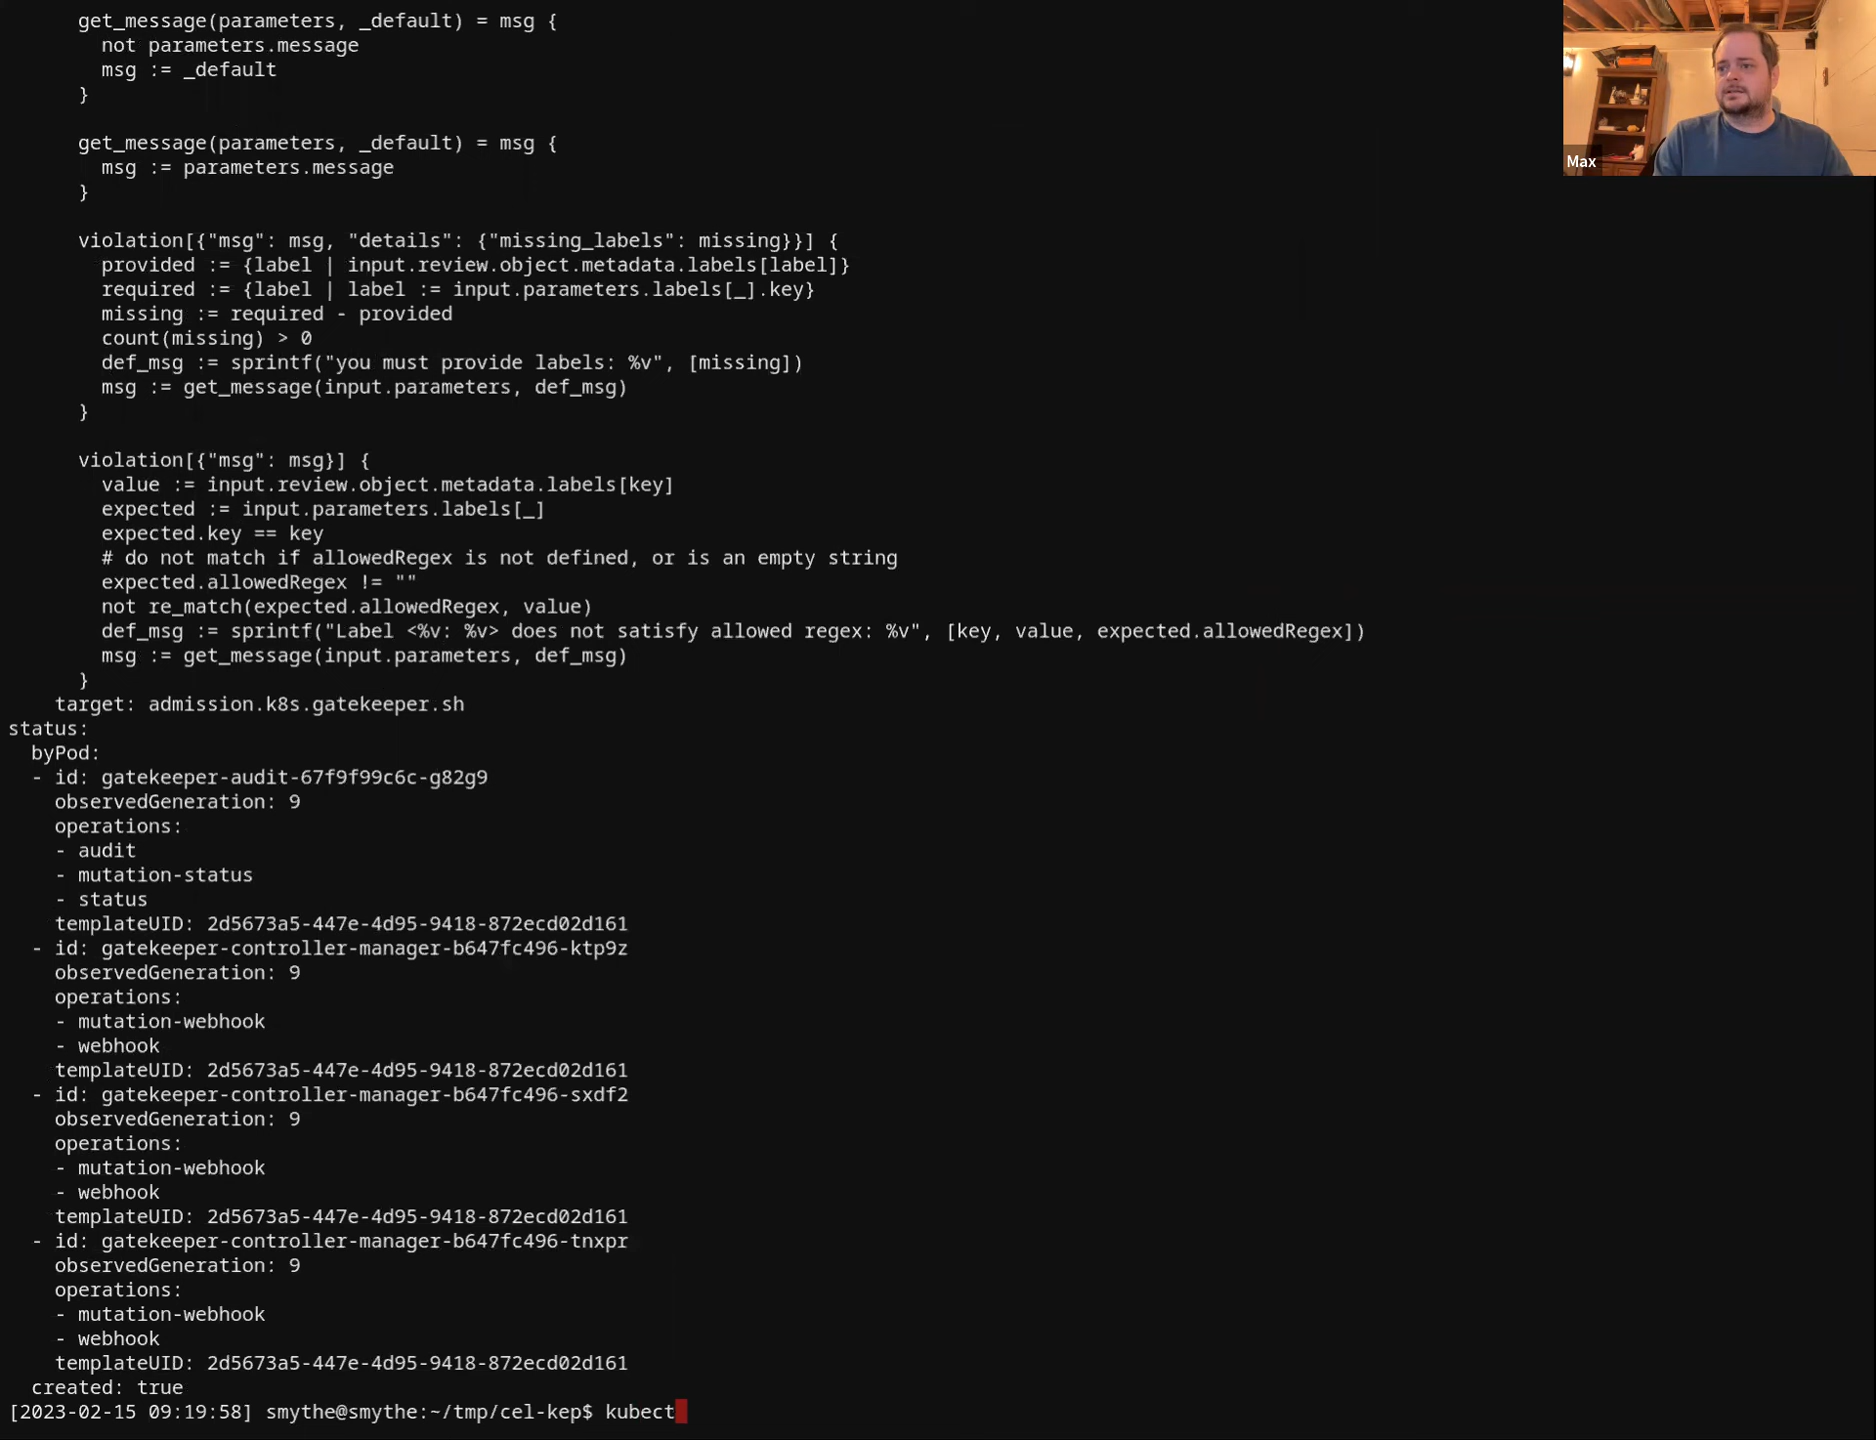 get_message(parameters, _default) = msg {
not parameters.message
msg := _default
}
get_message(parameters, _default) = msg {
msg := parameters.message
}
violation[{"msg": msg, "details": {"missing_labels": missing}}] {
provided := {label | input.review.object.metadata.labels[label]}
required := {label | label := input.parameters.labels[_].key}
missing := required - provided
count(missing) > 0
def_msg := sprintf("you must provide labels: %v", [missing])
msg := get_message(input.parameters, def_msg)
}
violation[{"msg": msg}] {
value := input.review.object.metadata.labels[key]
expected := input.parameters.labels[_]
expected.key == key
# do not match if allowedRegex is not defined, or is an empty string
expected.allowedRegex != ""
not re_match(expected.allowedRegex, value)
def_msg := sprintf("Label <%v: %v> does not satisfy allowed regex: %v", [key, value, expected.allowedRegex])
msg := get_message(input.parameters, def_msg)
}
target: admission.k8s.gatekeeper.sh
status:
byPod:
- id: gatekeeper-audit-67f9f99c6c-g82g9
observedGeneration: 9
operations:
- audit
- mutation-status
- status
templateUID: 2d5673a5-447e-4d95-9418-872ecd02d161
- id: gatekeeper-controller-manager-b647fc496-ktp9z
observedGeneration: 9
operations:
- mutation-webhook
- webhook
templateUID: 2d5673a5-447e-4d95-9418-872ecd02d161
- id: gatekeeper-controller-manager-b647fc496-sxdf2
observedGeneration: 9
operations:
- mutation-webhook
- webhook
templateUID: 2d5673a5-447e-4d95-9418-872ecd02d161
- id: gatekeeper-controller-manager-b647fc496-tnxpr
observedGeneration: 9
operations:
- mutation-webhook
- webhook
templateUID: 2d5673a5-447e-4d95-9418-872ecd02d161
created: true
[2023-02-15 09:19:58] smythe@smythe:~/tmp/cel-kep$ kubect
Max